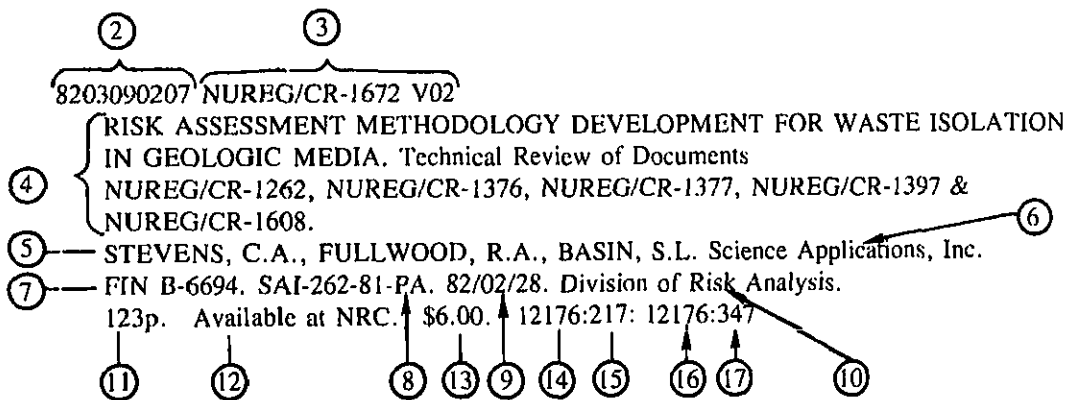 ② ③
8203090207 NUREG/CR-1672 V02
RISK ASSESSMENT METHODOLOGY DEVELOPMENT FOR WASTE ISOLATION
IN GEOLOGIC MEDIA. Technical Review of Documents
④ NUREG/CR-1262, NUREG/CR-1376, NUREG/CR-1377, NUREG/CR-1397 &
NUREG/CR-1608. ⑥
⑤ STEVENS, C.A., FULLWOOD, R.A., BASIN, S.L. Science Applications, Inc.
⑦ FIN B-6694. SAI-262-81-PA. 82/02/28. Division of Risk Analysis.
123p. Available at NRC. $6.00. 12176:217: 12176:347
⑪ ⑫ ⑧ ⑬ ⑨ ⑭ ⑮ ⑯ ⑰ ⑩